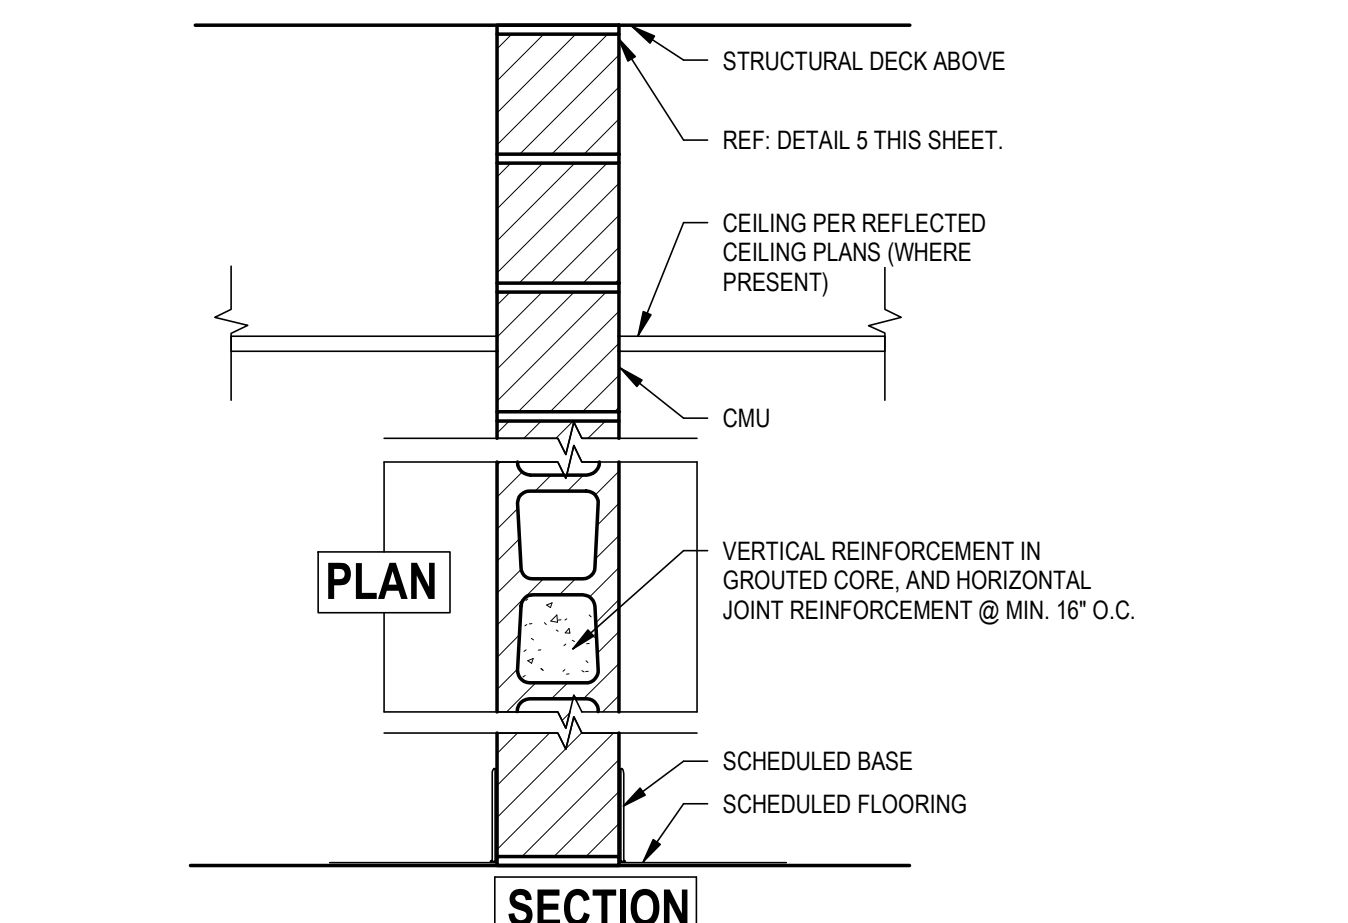 STRUCTURAL DECK ABOVE
REF: DETAIL 5 THIS SHEET.
CEILING PER REFLECTED
CEILING PLANS (WHERE
PRESENT)
CMU
VERTICAL REINFORCEMENT IN
GROUTED CORE, AND HORIZONTAL
JOINT REINFORCEMENT @ MIN. 16" O.C.
PLAN
SCHEDULED BASE
SCHEDULED FLOORING
SECTION